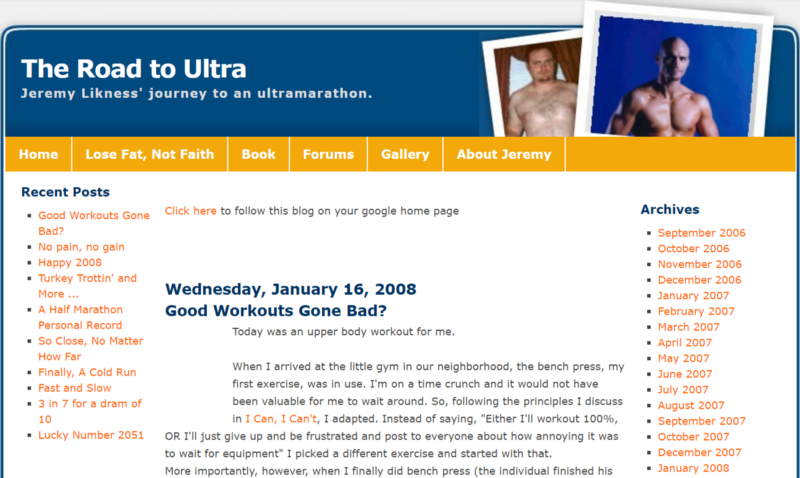 The Road to Ultra
Jeremy Likness' journey to an ultramarathon.
Home
Lose Fat, Not Faith
Book
Forums
Gallery
About Jeremy
Recent Posts
Good Workouts Gone
Bad?
No pain, no gain
Happy 2008
Turkey Trottin' and
More ...
A Half Marathon
Personal Record
So Close, No Matter
How Far
Finally, A Cold Run
Fast and Slow
3 in 7 for a dram of
10
Lucky Number 2051
Click here to follow this blog on your google home page
Wednesday, January 16, 2008
Good Workouts Gone Bad?
Today was an upper body workout for me.
When I arrived at the little gym in our neighborhood, the bench press, my
first exercise, was in use. I'm on a time crunch and it would not have
been valuable for me to wait around. So, following the principles I discuss
in I Can, I Can't, I adapted. Instead of saying, "Either I'll workout 100%,
OR I'll just give up and be frustrated and post to everyone about how annoying it was
to wait for equipment" I picked a different exercise and started with that.
More importantly, however, when I finally did bench press (the individual finished his
Archives
September 2006
October 2006
November 2006
December 2006
January 2007
February 2007
March 2007
April 2007
May 2007
June 2007
July 2007
August 2007
September 2007
October 2007
December 2007
January 2008